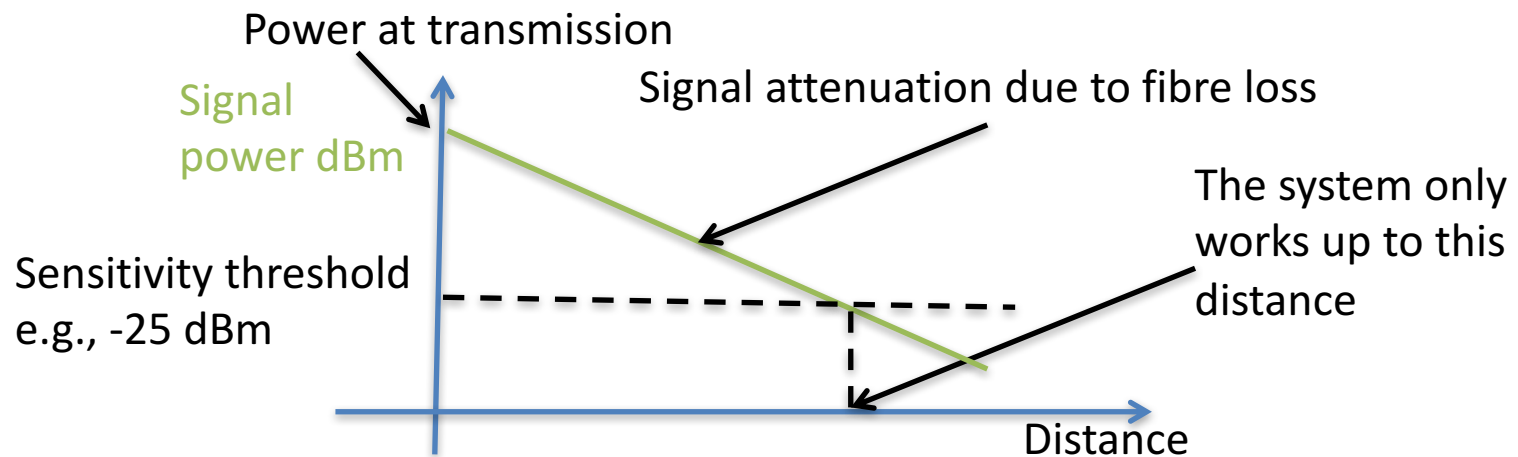 Power at transmission
Signal
power dBm
Signal attenuation due to fibre loss
The system only
works up to this
distance
Sensitivity threshold
e.g., -25 dBm
Distance